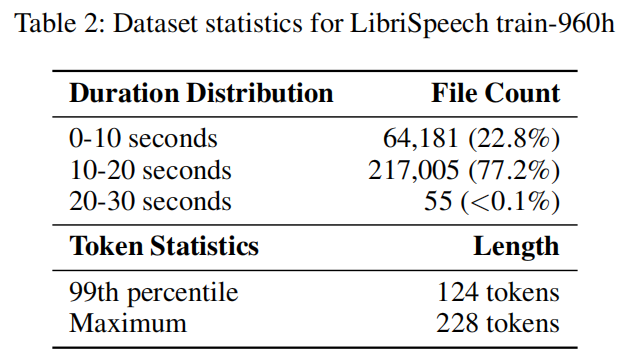 Table 2: Dataset statistics for LibriSpeech train-960h
Duration Distribution File Count
0-10 seconds 64,181 (22.8%)
10-20 seconds 217,005 (77.2%)
20-30 seconds 55 (<0.1%)
Token Statistics Length
99th percentile 124 tokens
Maximum 228 tokens